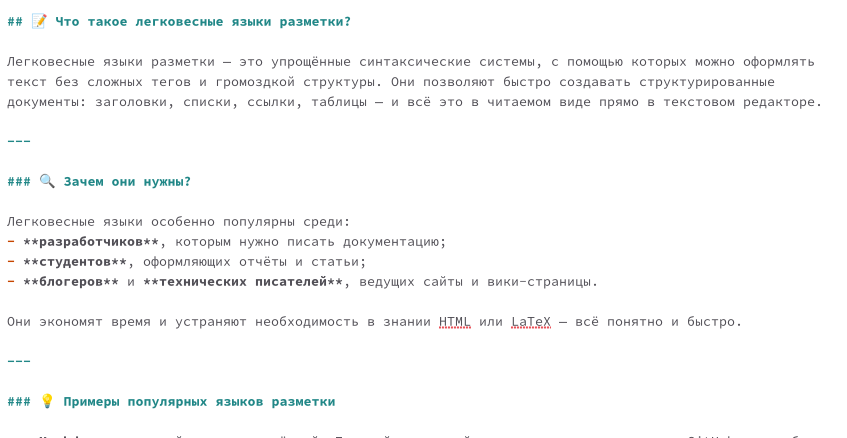 ## 📝 Что такое легковесные языки разметки?
Легковесные языки разметки — это упрощённые синтаксические системы, с помощью которых можно оформлять
текст без сложных тегов и громоздкой структуры. Они позволяют быстро создавать структурированные
документы: заголовки, списки, ссылки, таблицы — и всё это в читаемом виде прямо в текстовом редакторе.
---
### 🔍 Зачем они нужны?
Легковесные языки особенно популярны среди:
- **разработчиков**, которым нужно писать документацию;
- **студентов**, оформляющих отчёты и статьи;
- **блогеров** и **технических писателей**, ведущих сайты и вики-страницы.
Они экономят время и устраняют необходимость в знании HTML или LaTeX — всё понятно и быстро.
---
### 💡 Примеры популярных языков разметки